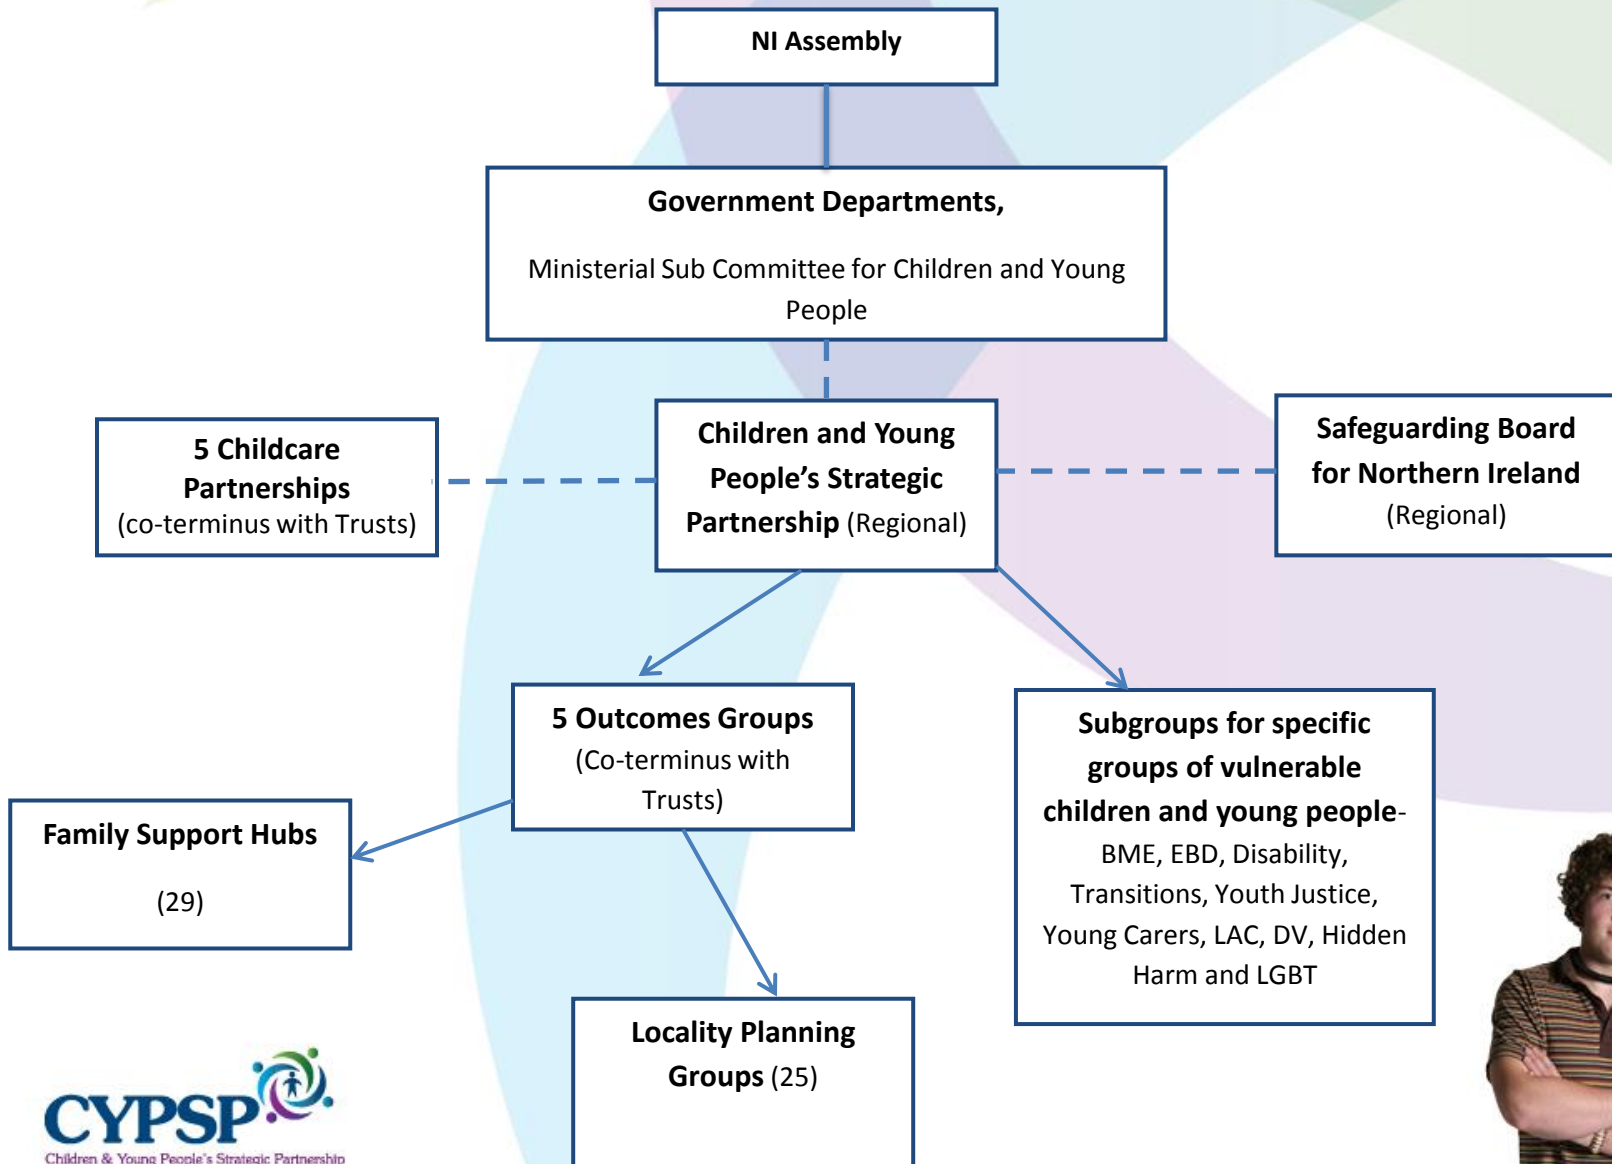 NI Assembly
Government Departments,
Ministerial Sub Committee for Children and Young
People
5 Childcare
Partnerships
(co-terminus with Trusts)
Children and Young
People’s Strategic
Partnership (Regional)
Safeguarding Board
for Northern Ireland
(Regional)
5 Outcomes Groups
(Co-terminus with
Trusts)
Subgroups for specific
groups of vulnerable
children and young people-
BME, EBD, Disability,
Transitions, Youth Justice,
Young Carers, LAC, DV, Hidden
Harm and LGBT
Family Support Hubs
(29)
Locality Planning
Groups (25)
CYPSP
Children & Young People's Strategic Partnership